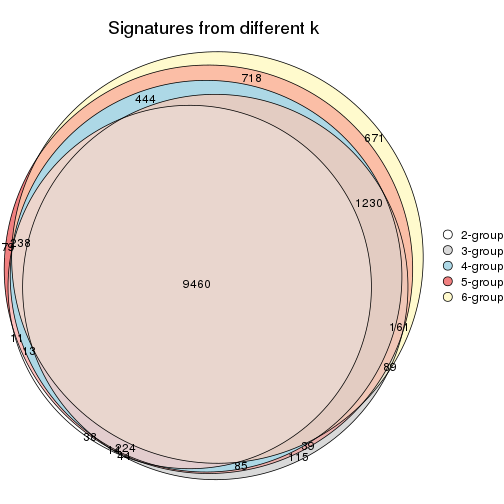 Signatures from different k
718
444
671
1230
238
79
9460
2-group
3-group
4-group
5-group
6-group
161
11
13
89
38
224
44
39
115
85